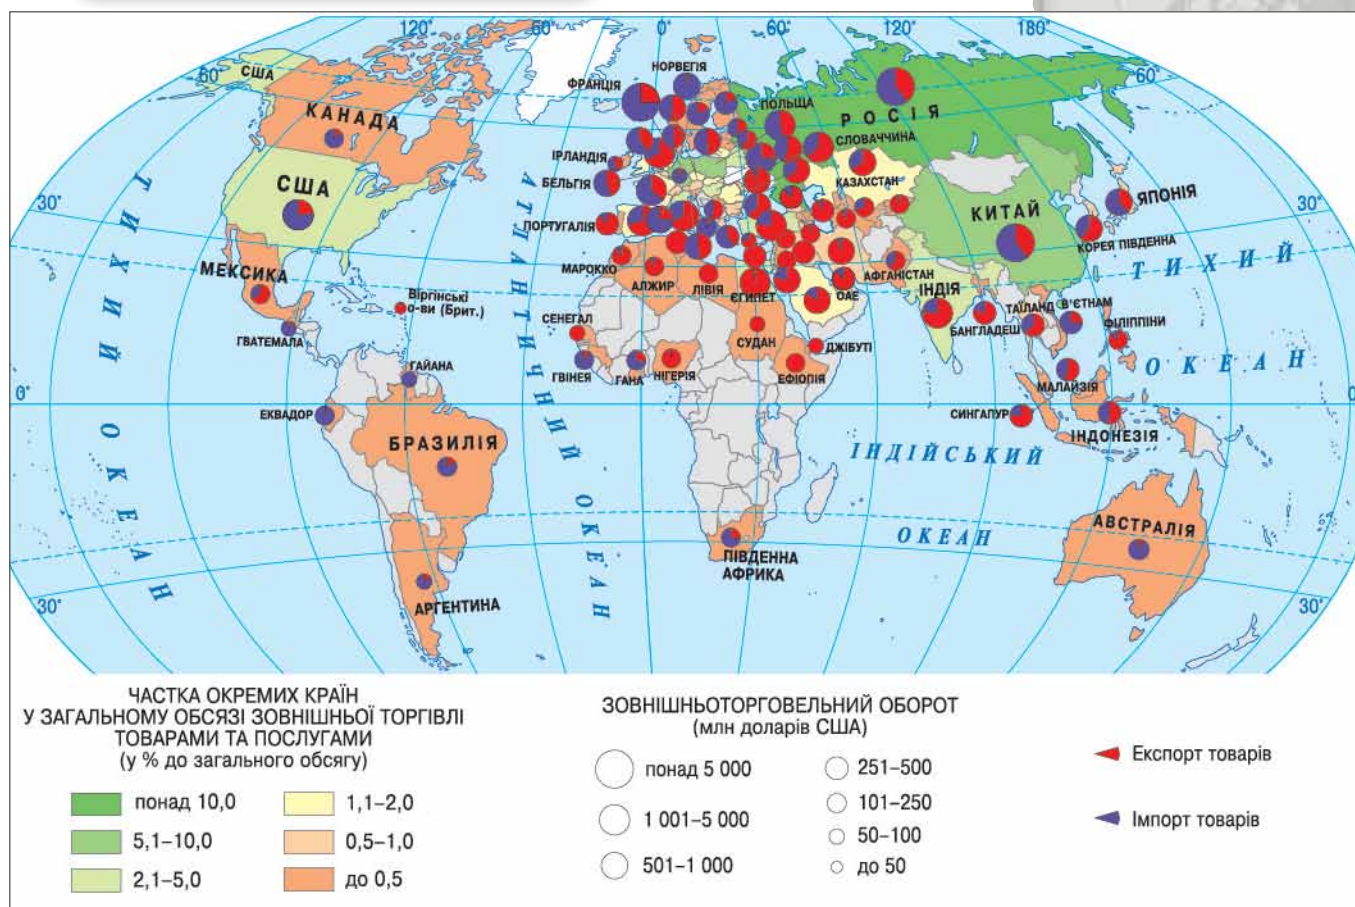 120°
60°
0
60°
120°
180°
60°
60°
30°
30°
0°
0
30°
30°
США
КАНАДА
США
МЕКСИКА
ГВАТЕМАЛА
Віргінські
о-ви (Брит.)
ГАЙАНА
ЕКВАДОР
БРАЗИЛІЯ
АРГЕНТИНА
ТИХИЙ
ОКЕАН
АТЛАНТИЧНИЙ ОКЕАН
НОРВЕГІЯ
ФРАНЦІЯ
ПОЛЬЩА
РОСІЯ
СЛОВАЧЧИНА
ІРЛАНДІЯ
БЕЛЬГІЯ
ПОРТУГАЛІЯ
КАЗАХСТАН
КИТАЙ
ЯПОНІЯ
КОРЕЯ ПІВДЕННА
МАРОККО
АЛЖИР
ЛІВІЯ
ЄГИПЕТ
ОАЕ
АФГАНІСТАН
ІНДІЯ
БАНГЛАДЕШ
ТАЇЛАНД
В'ЄТНАМ
ФІЛІППІНИ
ТИХИЙ
ОКЕАН
СЕНЕГАЛ
ГВІНЕЯ
ГАНА
НІГЕРІЯ
СУДАН
ДЖІБУТІ
ЕФІОПІЯ
МАЛАЙЗІЯ
СИНГАПУР
ІНДОНЕЗІЯ
ІНДІЙСЬКИЙ
ОКЕАН
ПІВДЕННА
АФРИКА
АВСТРАЛІЯ
ЧАСТКА ОКРЕМИХ КРАЇН
У ЗАГАЛЬНОМУ ОБСЯЗІ ЗОВНІШНЬОЇ ТОРГІВЛІ
ТОВАРАМИ ТА ПОСЛУГАМИ
(у % до загального обсягу)
понад 10,0
5,1–10,0
2,1–5,0
1,1–2,0
0,5–1,0
до 0,5
ЗОВНІШНЬОТОРГОВЕЛЬНИЙ ОБОРОТ
(млн доларів США)
понад 5 000
1 001–5 000
501–1 000
251–500
101–250
50–100
до 50
Експорт товарів
Імпорт товарів